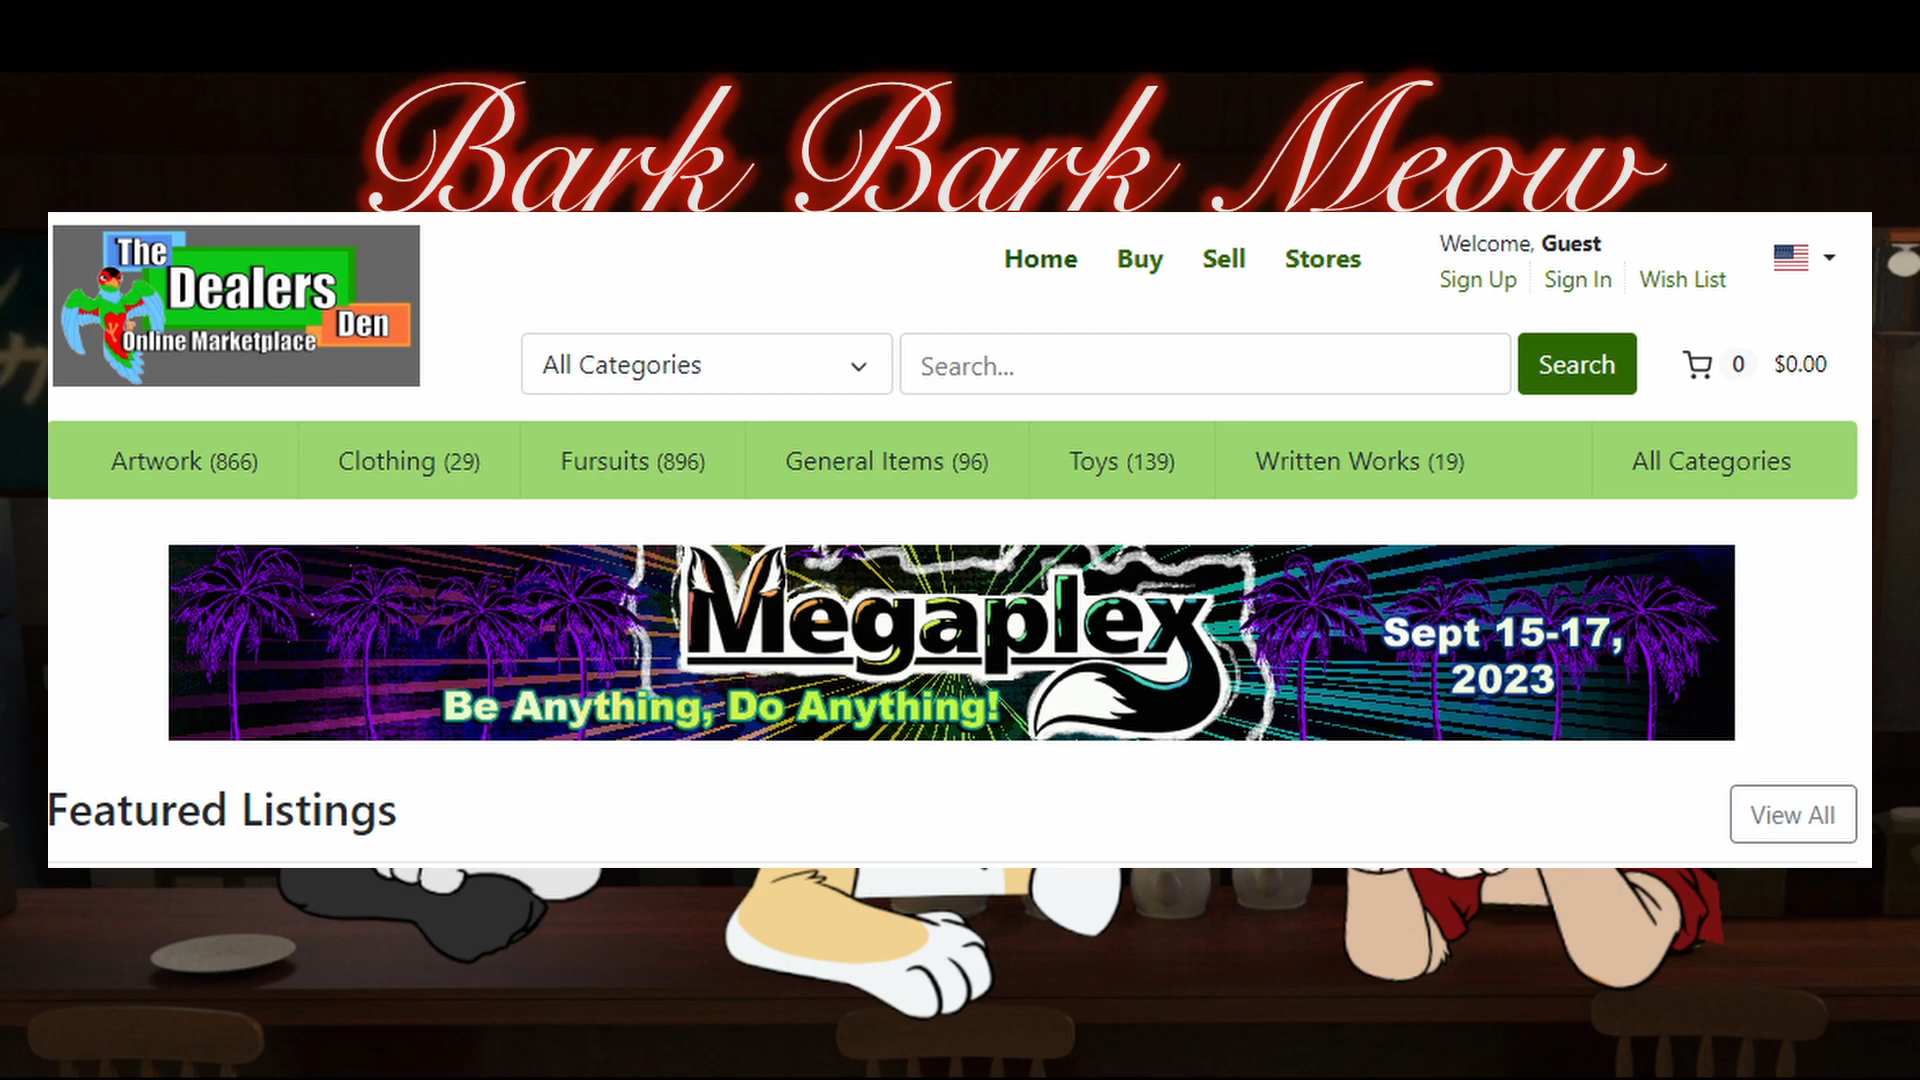 Bark Bark Meow
The
Dealers
Den
Online Marketplace
Home Buy Sell Stores
Welcome, Guest
Sign Up Sign In Wish List
All Categories
Search...
Search
0 $0.00
Artwork (866) Clothing (29) Fursuits (896) General Items (96) Toys (139) Written Works (19) All Categories
Megaplex
Be Anything, Do Anything!
Sept 15-17,
2023
Featured Listings
View All